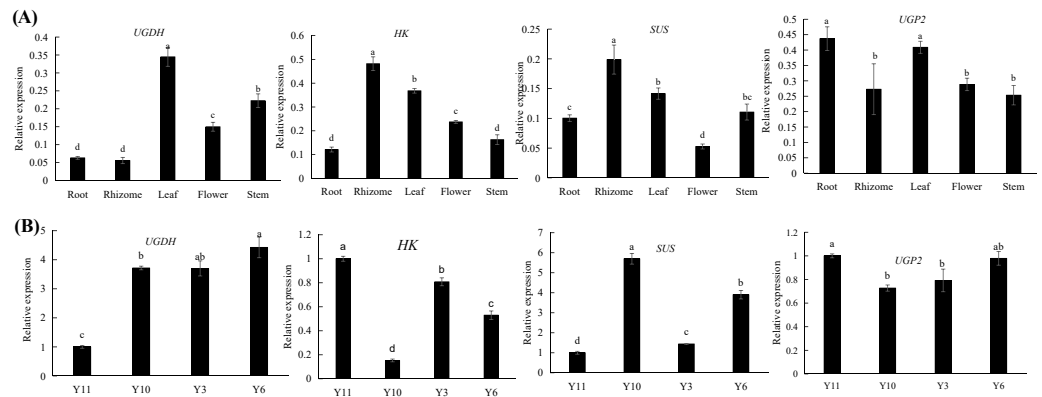 (A)
UGDH
Relative expression
0.4
0.35
0.3
0.25
0.2
0.15
0.1
0.05
0
d
d
a
c
b
Root Rhizome Leaf Flower Stem
HK
Relative expression
0.6
0.5
0.4
0.3
0.2
0.1
0
d
a
b
c
d
Root Rhizome Leaf Flower Stem
SUS
Relative expression
0.25
0.2
0.15
0.1
0.05
0
c
a
b
d
bc
Root Rhizome Leaf Flower Stem
UGP2
Relative expression
0.5
0.45
0.4
0.35
0.3
0.25
0.2
0.15
0.1
0.05
0
a
b
a
b
b
Root Rhizome Leaf Flower Stem
(B)
UGDH
Relative expression
5
4
3
2
1
0
c
b
ab
a
Y11 Y10 Y3 Y6
HK
Relative expression
1.2
1
0.8
0.6
0.4
0.2
0
a
d
b
c
Y11 Y10 Y3 Y6
SUS
Relative expression
7
6
5
4
3
2
1
0
d
a
c
b
Y11 Y10 Y3 Y6
UGP2
Relative expression
1.2
1
0.8
0.6
0.4
0.2
0
a
b
b
ab
Y11 Y10 Y3 Y6